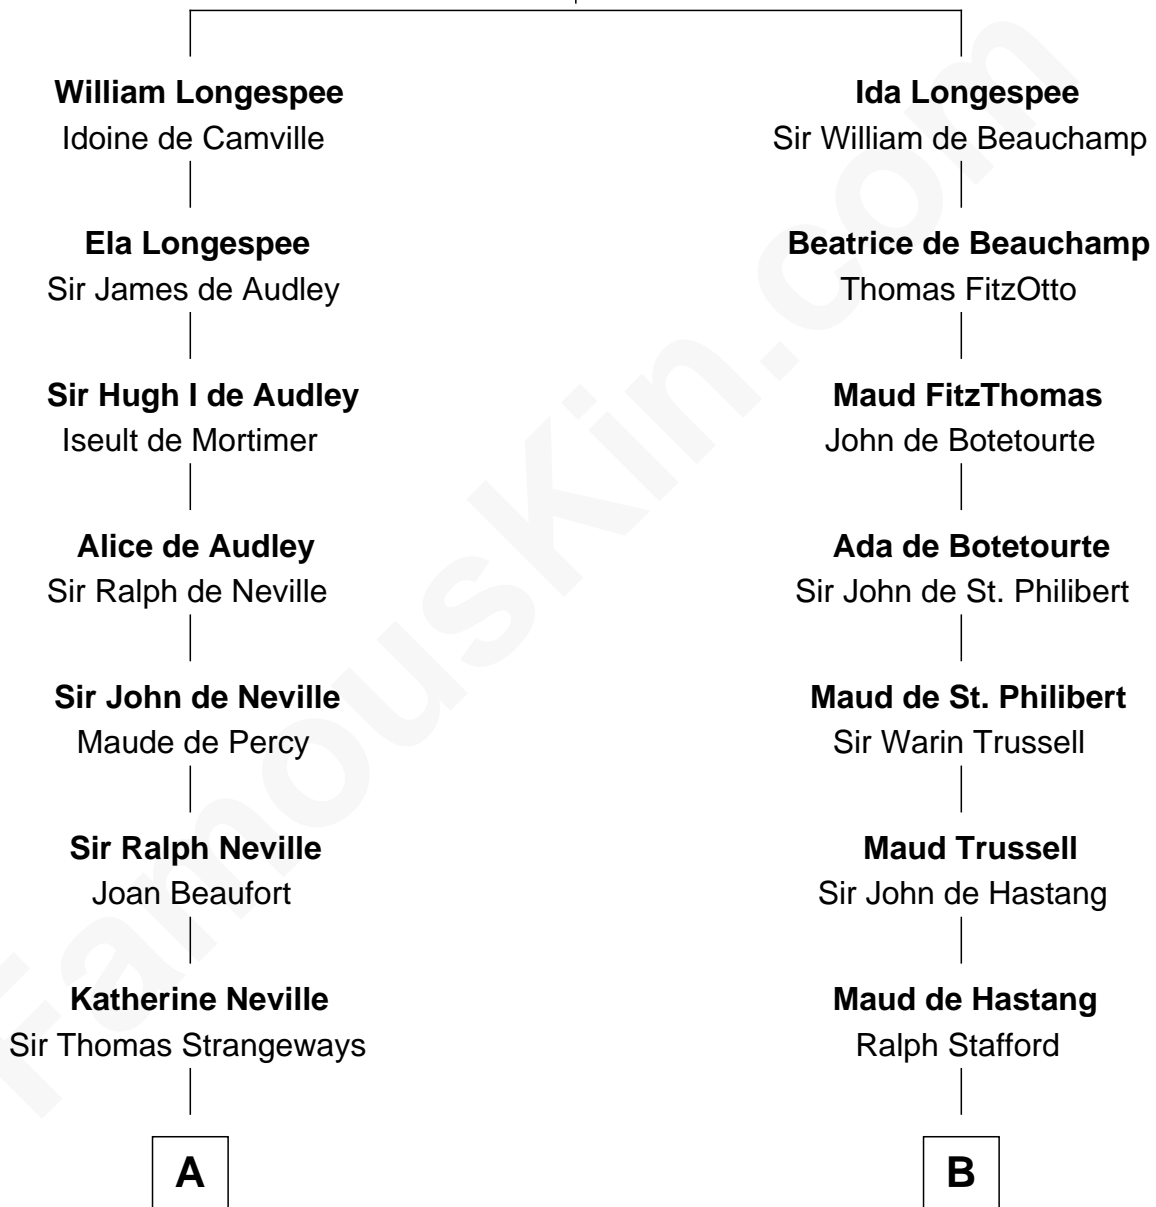 William Longespee
Idoine de Camville
Ela Longespee
Sir James de Audley
Sir Hugh I de Audley
Iseult de Mortimer
Alice de Audley
Sir Ralph de Neville
Sir John de Neville
Maude de Percy
Sir Ralph Neville
Joan Beaufort
Katherine Neville
Sir Thomas Strangeways
A
Ida Longespee
Sir William de Beauchamp
Beatrice de Beauchamp
Thomas FitzOtto
Maud FitzThomas
John de Botetourte
Ada de Botetourte
Sir John de St. Philibert
Maud de St. Philibert
Sir Warin Trussell
Maud Trussell
Sir John de Hastang
Maud de Hastang
Ralph Stafford
B
FamousKin.com